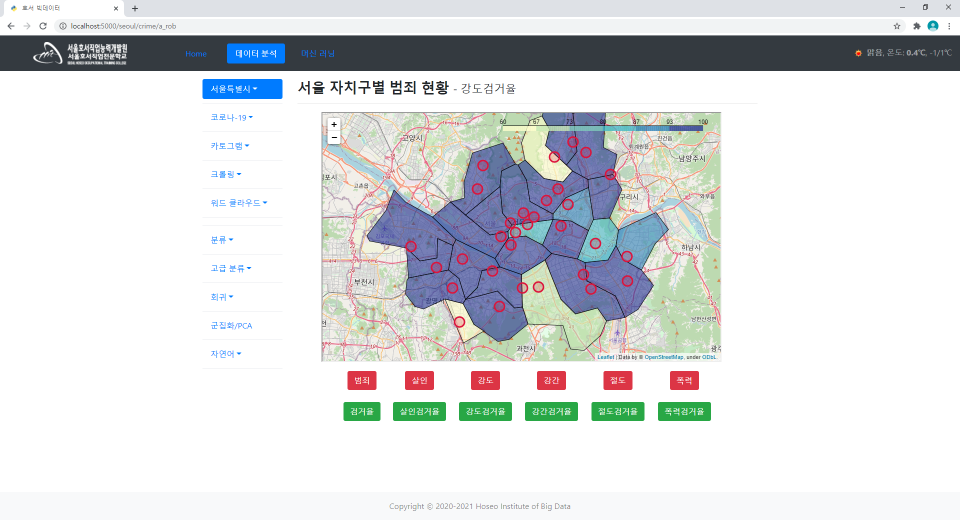 호서 빅데이터
localhost:5000/seoul/crime/a_rob
서울호서직업능력개발원
서울호서직업전문학교
Home
데이터 분석
머신 러닝
맑음, 온도: 0.4℃, -1/1℃
서울특별시
코로나-19
카토그램
크롤링
워드 클라우드
분류
고급 분류
회귀
군집화/PCA
자연어
서울 자치구별 범죄 현황 - 강도검거율
60 67 73 80 87 93 100
고양시
남양주시
구리시
하남시
부천시
과천시
Leaflet | Data by © OpenStreetMap, under ODbL.
범죄 살인 강도 강간 절도 폭력
검거율 살인검거율 강도검거율 강간검거율 절도검거율 폭력검거율
Copyright © 2020-2021 Hoseo Institute of Big Data